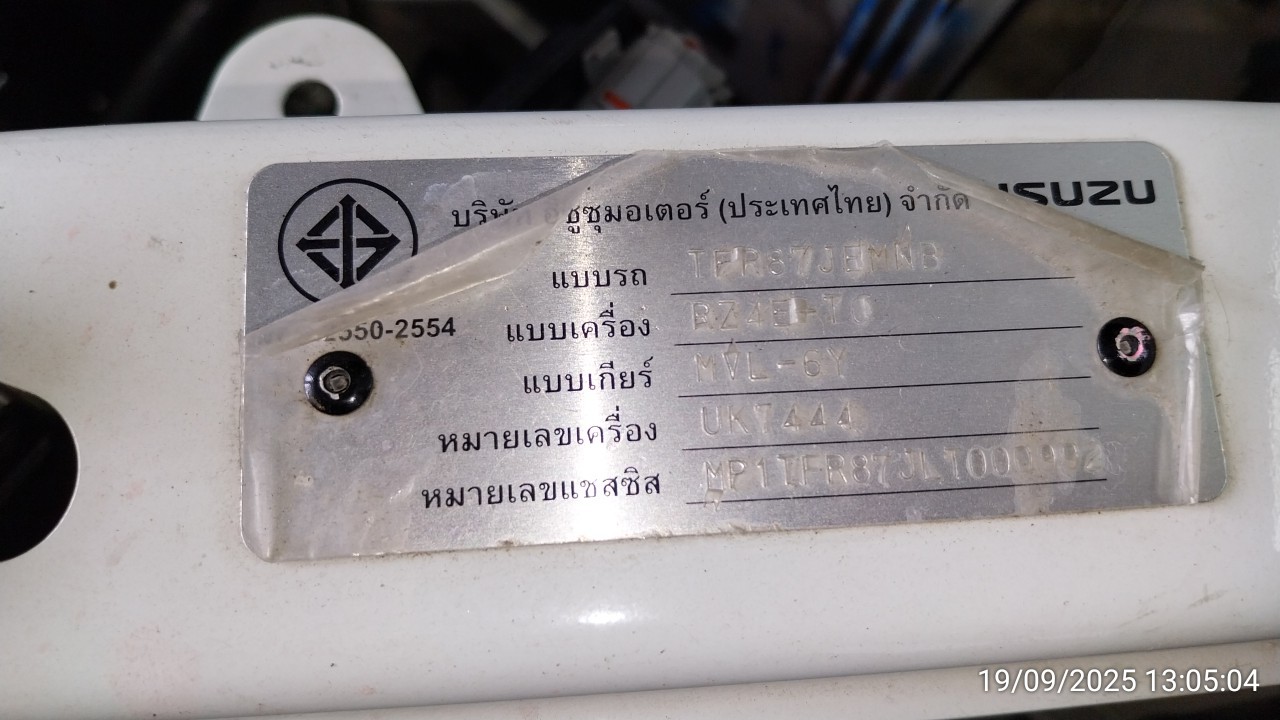 ISUZU
บริษัท อีซูซุมอเตอร์ (ประเทศไทย) จำกัด
แบบรถ
2550-2554
แบบเครื่อง RZ4E-TC
แบบเกียร์ MVL-6Y
หมายเลขเครื่อง UK7444
หมายเลขแชสซิส
19/09/2025 13:05:04